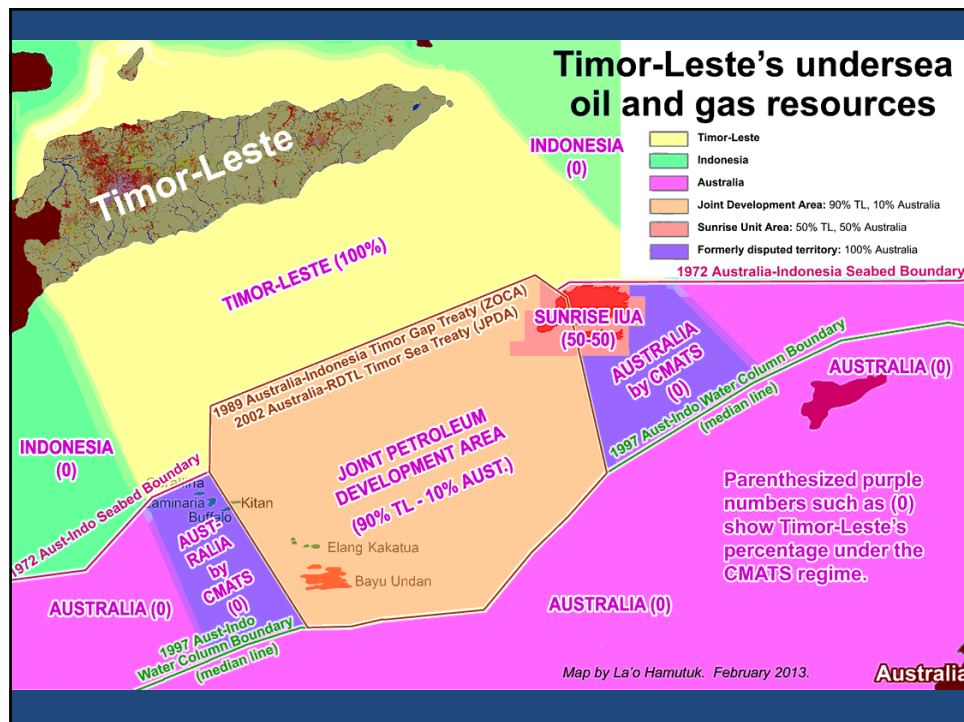 Timor-Leste's undersea
oil and gas resources
Timor-Leste
Indonesia
Australia
Joint Development Area: 90% TL, 10% Australia
Sunrise Unit Area: 50% TL, 50% Australia
Formerly disputed territory: 100% Australia
1972 Australia-Indonesia Seabed Boundary
INDONESIA
(0)
Timor-Leste
TIMOR-LESTE (100%)
1989 Australia-Indonesia Timor Gap Treaty (ZOCA)
2002 Australia-RDTL Timor Sea Treaty (JPDA)
SUNRISE IUA
(50-50)
AUSTRALIA
by CMATS
(0)
1997 Aust-Indo Water Column Boundary
(median line)
AUSTRALIA (0)
INDONESIA
(0)
1972 Aust-Indo Seabed Boundary
JOINT PETROLEUM
DEVELOPMENT AREA
(90% TL - 10% AUST.)
Laminaria
Buffalo
Kitan
AUST-
RALIA
by
CMATS
(0)
Elang Kakatua
Bayu Undan
Parenthesized purple
numbers such as (0)
show Timor-Leste's
percentage under the
CMATS regime.
AUSTRALIA (0)
AUSTRALIA (0)
1997 Aust-Indo
Water Column Boundary
(median line)
Map by La'o Hamutuk. February 2013.
Australia